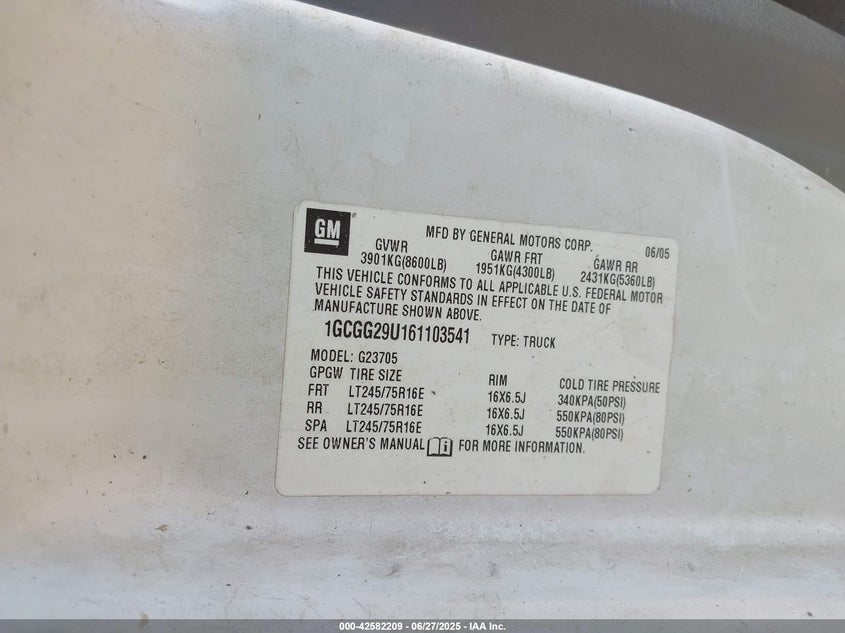 GM
MFD BY GENERAL MOTORS CORP. 06/05
GVWR GAWR FRT GAWR RR
3901KG(8600LB) 1951KG(4300LB) 2431KG(5360LB)
THIS VEHICLE CONFORMS TO ALL APPLICABLE U.S. FEDERAL MOTOR
VEHICLE SAFETY STANDARDS IN EFFECT ON THE DATE OF
MANUFACTURE SHOWN ABOVE.
1GCGG29U161103541 TYPE: TRUCK
MODEL: G23705
GPGW TIRE SIZE RIM COLD TIRE PRESSURE
FRT LT245/75R16E 16X6.5J 340KPA(50PSI)
RR LT245/75R16E 16X6.5J 550KPA(80PSI)
SPA LT245/75R16E 16X6.5J 550KPA(80PSI)
SEE OWNER'S MANUAL FOR MORE INFORMATION.
000-42582209 - 06/27/2025 - IAA Inc.